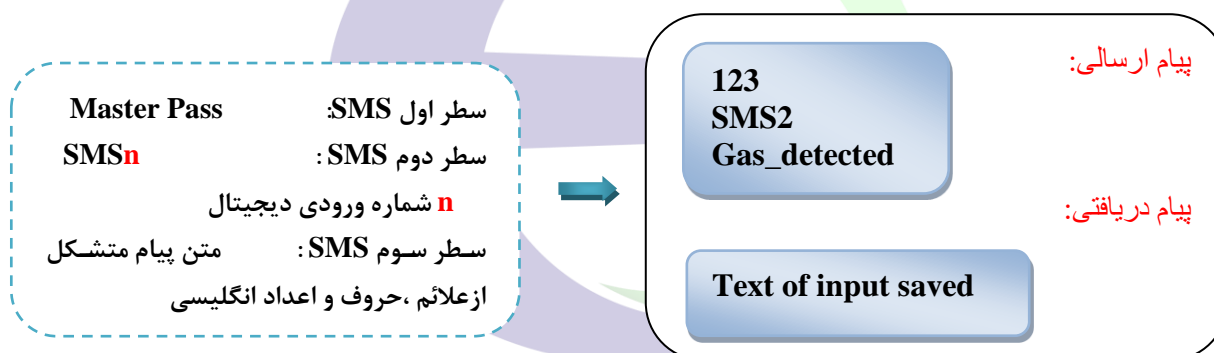 سطر اول SMS: Master Pass
سطر دوم SMS : SMSn
n شماره ورودی دیجیتال
سطر سوم SMS : متن پیام متشکل
ازعلائم ،حروف و اعداد انگلیسی
پیام ارسالی:
123
SMS2
Gas_detected
پیام دریافتی:
Text of input saved